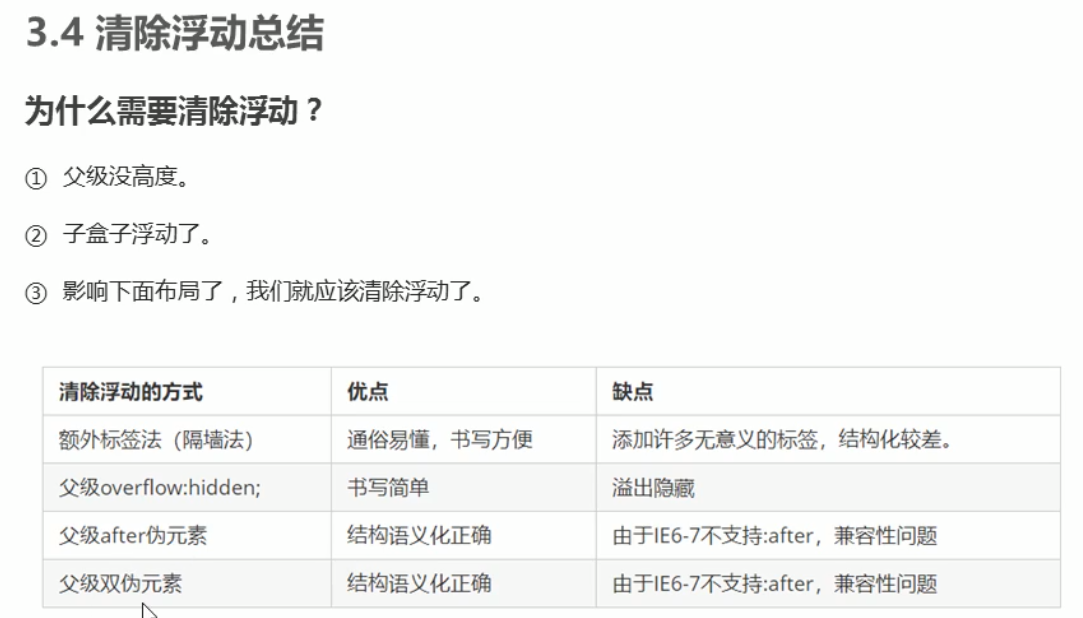 3.4 清除浮动总结
为什么需要清除浮动？
① 父级没高度。
② 子盒子浮动了。
③ 影响下面布局了，我们就应该清除浮动了。
清除浮动的方式 优点 缺点
额外标签法（隔墙法） 通俗易懂，书写方便 添加许多无意义的标签，结构化较差。
父级overflow:hidden; 书写简单 溢出隐藏
父级after伪元素 结构语义化正确 由于IE6-7不支持:after，兼容性问题
父级双伪元素 结构语义化正确 由于IE6-7不支持:after，兼容性问题